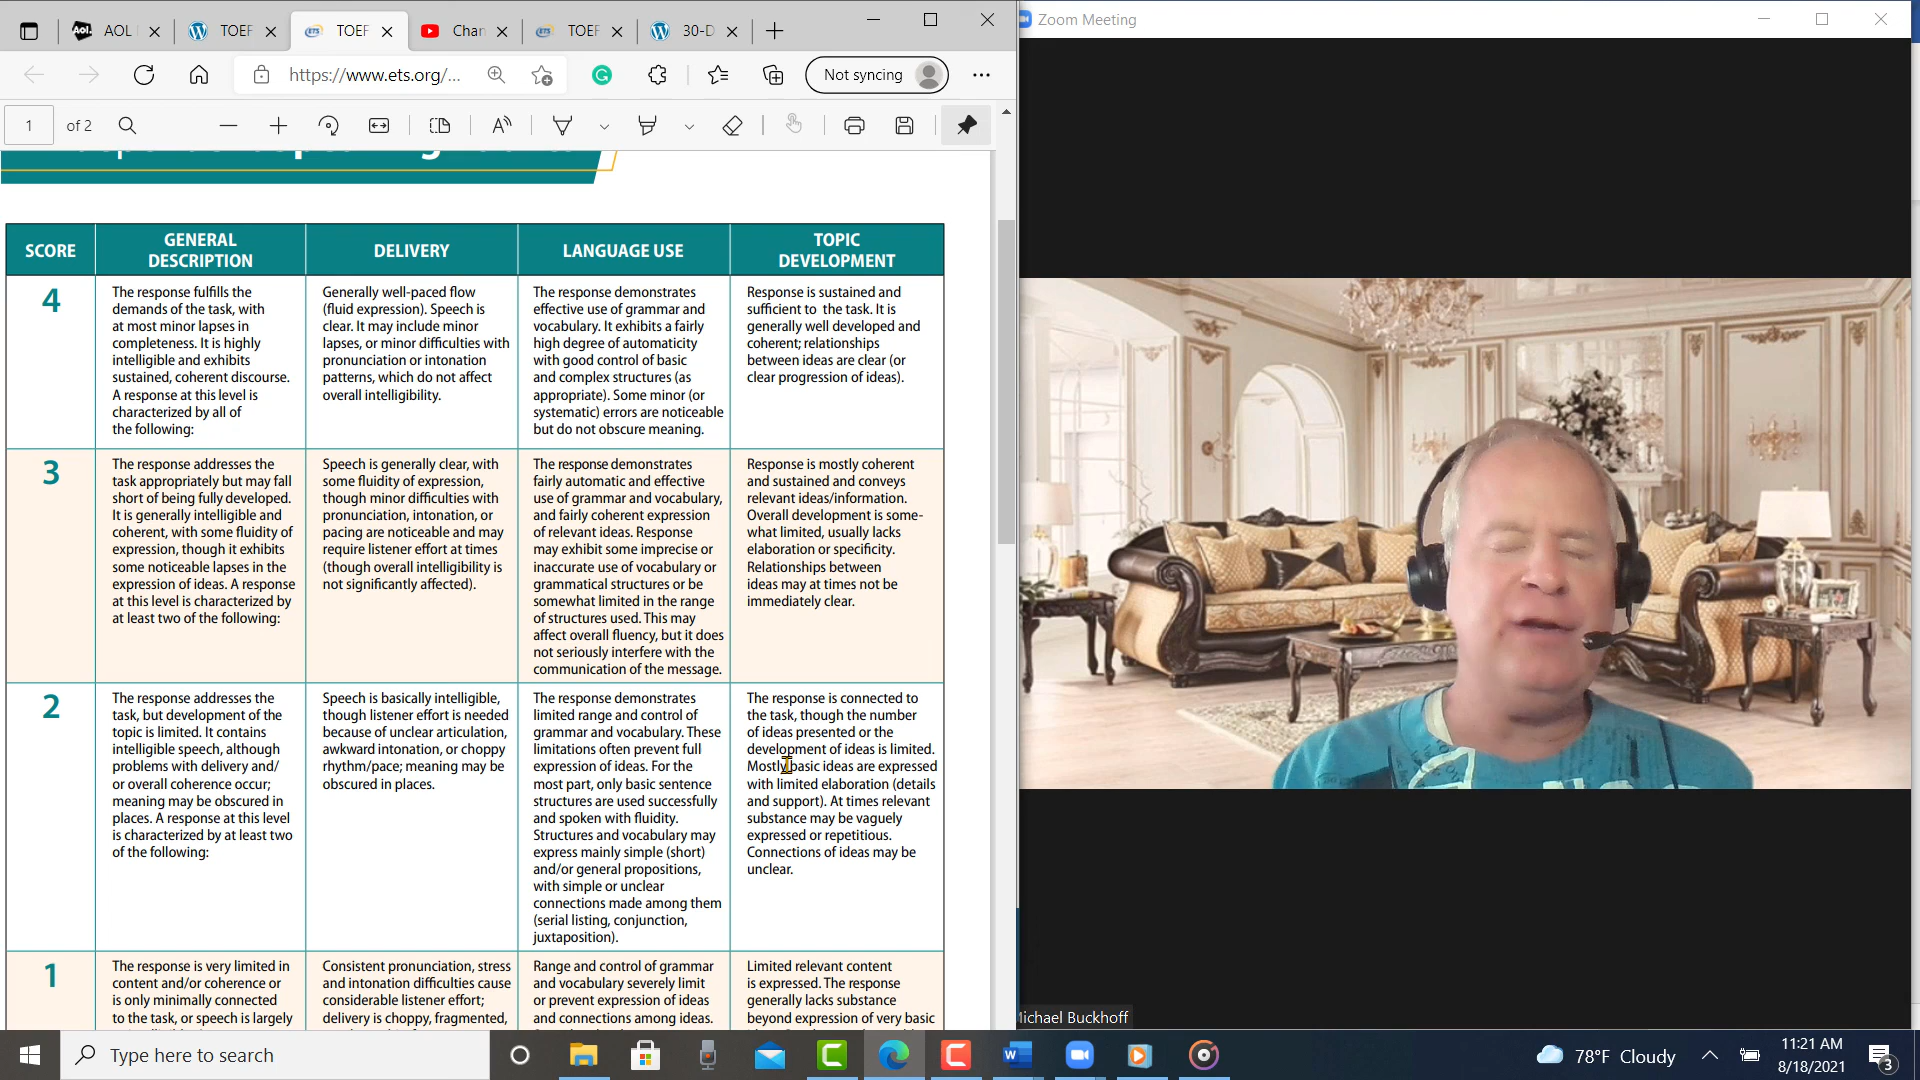 AOL
TOEF
TOEF
Chan
TOEF
30-D
Zoom Meeting
https://www.ets.org/...
Not syncing
1
of 2
SCORE
GENERAL
DESCRIPTION
DELIVERY
LANGUAGE USE
TOPIC
DEVELOPMENT
4
The response fulfills the
demands of the task, with
at most minor lapses in
completeness. It is highly
intelligible and exhibits
sustained, coherent discourse.
A response at this level is
characterized by all of
the following:
Generally well-paced flow
(fluid expression). Speech is
clear. It may include minor
lapses, or minor difficulties with
pronunciation or intonation
patterns, which do not affect
overall intelligibility.
The response demonstrates
effective use of grammar and
vocabulary. It exhibits a fairly
high degree of automaticity
with good control of basic
and complex structures (as
appropriate). Some minor (or
systematic) errors are noticeable
but do not obscure meaning.
Response is sustained and
sufficient to the task. It is
generally well developed and
coherent; relationships
between ideas are clear (or
clear progression of ideas).
3
The response addresses the
task appropriately but may fall
short of being fully developed.
It is generally intelligible and
coherent, with some fluidity of
expression, though it exhibits
some noticeable lapses in the
expression of ideas. A response
at this level is characterized by
at least two of the following:
Speech is generally clear, with
some fluidity of expression,
though minor difficulties with
pronunciation, intonation, or
pacing are noticeable and may
require listener effort at times
(though overall intelligibility is
not significantly affected).
The response demonstrates
fairly automatic and effective
use of grammar and vocabulary,
and fairly coherent expression
of relevant ideas. Response
may exhibit some imprecise or
inaccurate use of vocabulary or
grammatical structures or be
somewhat limited in the range
of structures used. This may
affect overall fluency, but it does
not seriously interfere with the
communication of the message.
Response is mostly coherent
and sustained and conveys
relevant ideas/information.
Overall development is some-
what limited, usually lacks
elaboration or specificity.
Relationships between
ideas may at times not be
immediately clear.
2
The response addresses the
task, but development of the
topic is limited. It contains
intelligible speech, although
problems with delivery and/
or overall coherence occur;
meaning may be obscured in
places. A response at this level
is characterized by at least two
of the following:
Speech is basically intelligible,
though listener effort is needed
because of unclear articulation,
awkward intonation, or choppy
rhythm/pace; meaning may be
obscured in places.
The response demonstrates
limited range and control of
grammar and vocabulary. These
limitations often prevent full
expression of ideas. For the
most part, only basic sentence
structures are used successfully
and spoken with fluidity.
Structures and vocabulary may
express mainly simple (short)
and/or general propositions,
with simple or unclear
connections made among them
(serial listing, conjunction,
juxtaposition).
The response is connected to
the task, though the number
of ideas presented or the
development of ideas is limited.
Mostly basic ideas are expressed
with limited elaboration (details
and support). At times relevant
substance may be vaguely
expressed or repetitious.
Connections of ideas may be
unclear.
1
The response is very limited in
content and/or coherence or
is only minimally connected
to the task, or speech is largely
Consistent pronunciation, stress
and intonation difficulties cause
considerable listener effort;
delivery is choppy, fragmented,
Range and control of grammar
and vocabulary severely limit
or prevent expression of ideas
and connections among ideas.
Limited relevant content
is expressed. The response
generally lacks substance
beyond expression of very basic
Michael Buckhoff
Type here to search
78°F Cloudy
11:21 AM
8/18/2021
3